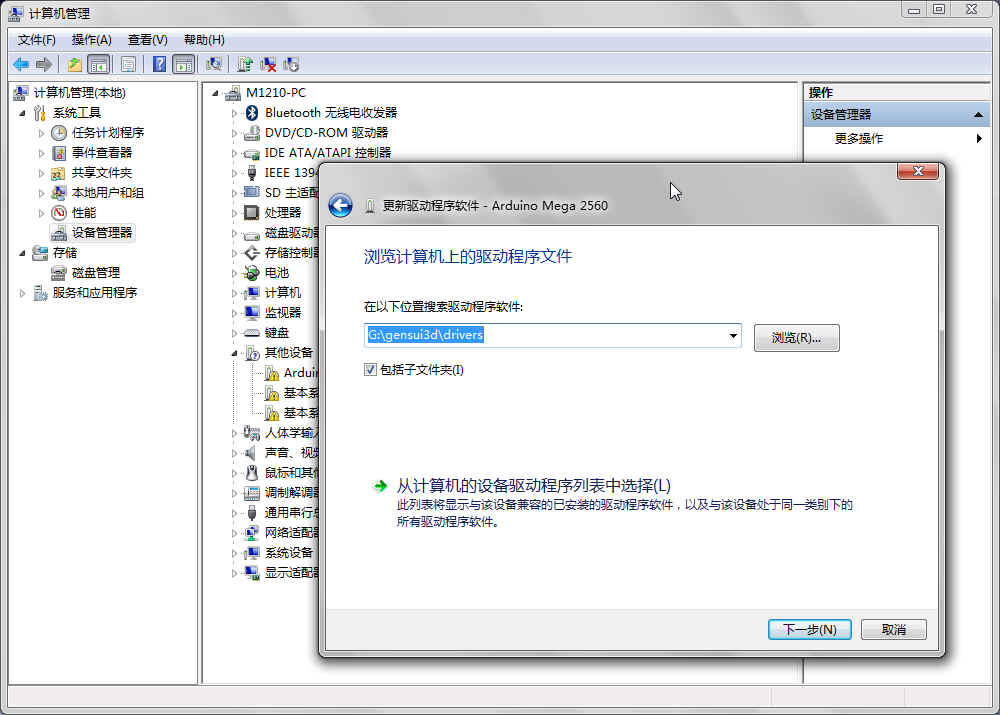 计算机管理
文件(F) 操作(A) 查看(V) 帮助(H)
计算机管理(本地)
系统工具
任务计划程序
事件查看器
共享文件夹
本地用户和组
性能
设备管理器
存储
磁盘管理
服务和应用程序
M1210-PC
Bluetooth 无线电收发器
DVD/CD-ROM 驱动器
IDE ATA/ATAPI 控制器
IEEE 1394
SD 主适配
处理器
磁盘驱动器
存储控制器
电池
计算机
监视器
键盘
其他设备
Arduin
基本系
基本系
人体学输入
声音、视频
鼠标和其他
调制解调器
通用串行总
网络适配器
系统设备
显示适配器
操作
设备管理器
更多操作
更新驱动程序软件 - Arduino Mega 2560
浏览计算机上的驱动程序文件
在以下位置搜索驱动程序软件:
G:\gensui3d\drivers
浏览(R)...
包括子文件夹(I)
从计算机的设备驱动程序列表中选择(L)
此列表将显示与该设备兼容的已安装的驱动程序软件，以及与该设备处于同一类别下的
所有驱动程序软件。
下一步(N) 取消